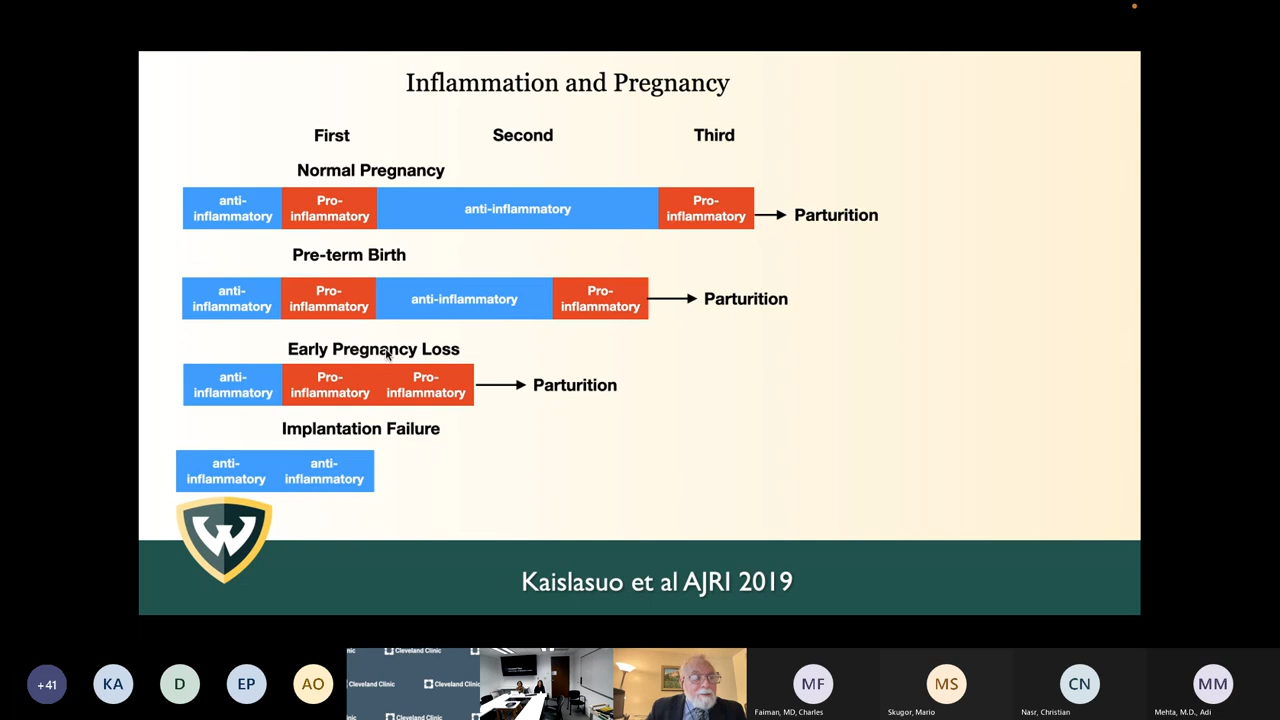 Inflammation and Pregnancy
First Second Third
Normal Pregnancy
anti-
inflammatory
Pro-
inflammatory
anti-inflammatory
Pro-
inflammatory
Parturition
Pre-term Birth
anti-
inflammatory
Pro-
inflammatory
anti-inflammatory
Pro-
inflammatory
Parturition
Early Pregnancy Loss
anti-
inflammatory
Pro-
inflammatory
Pro-
inflammatory
Parturition
Implantation Failure
anti-
inflammatory
anti-
inflammatory
W
Kaislasuo et al AJRI 2019
+41
KA
D
EP
AO
Clinic
Cleveland Clinic
Cleveland Clinic
Cleveland Clinic
Cleveland Clinic
MF
Faiman, MD, Charles
MS
Skugor, Mario
CN
Nasr, Christian
MM
Mehta, M.D., Adi